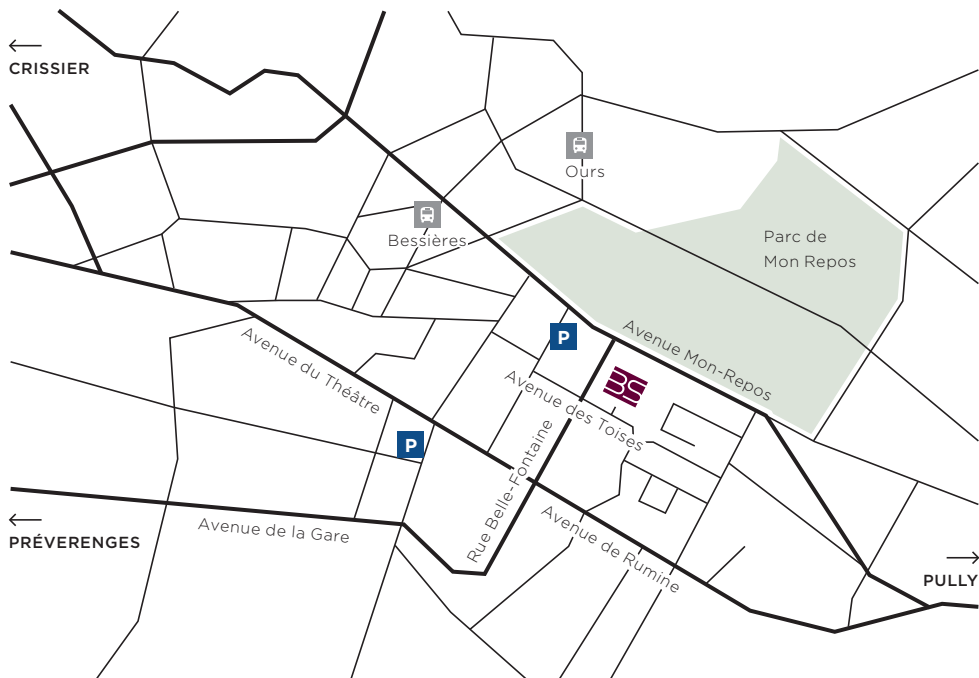 CRISSIER
Ours
Bessières
Parc de
Mon Repos
P
Avenue Mon-Repos
Avenue du Théâtre
BS
Avenue des Toises
P
Rue Belle-Fontaine
Avenue de la Gare
Avenue de Rumine
PRÉVERENGES
PULLY